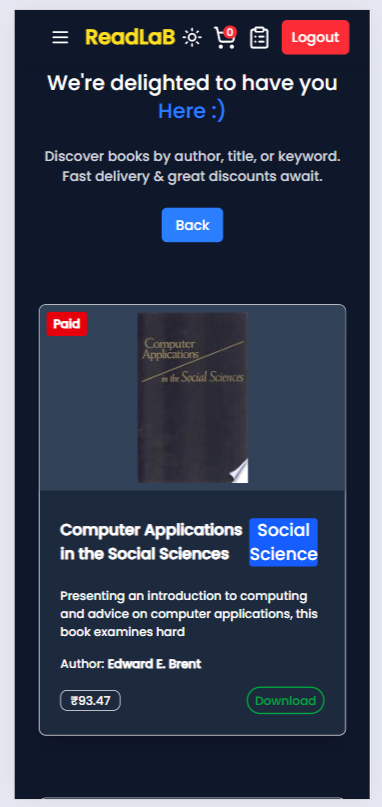 ReadLaB
0
Logout
We're delighted to have you
Here :)
Discover books by author, title, or keyword.
Fast delivery & great discounts await.
Back
Paid
Computer
Applications
in the Social Sciences
Computer Applications
in the Social Sciences
Social
Science
Presenting an introduction to computing
and advice on computer applications, this
book examines hard
Author: Edward E. Brent
₹93.47
Download